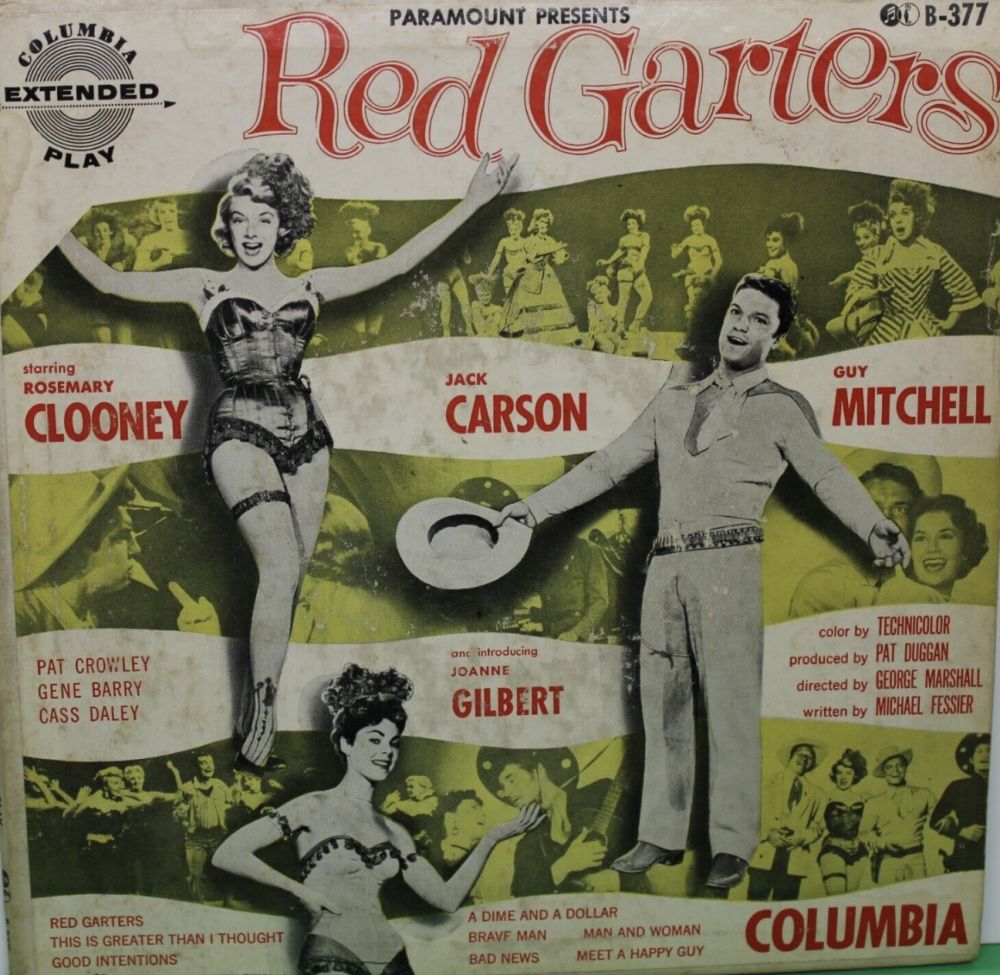 PARAMOUNT PRESENTS
B-377
COLUMBIA
EXTENDED
PLAY
Red Garters
starring
ROSEMARY
CLOONEY
JACK
CARSON
GUY
MITCHELL
PAT CROWLEY
GENE BARRY
CASS DALEY
and introducing
JOANNE
GILBERT
color by TECHNICOLOR
produced by PAT DUGGAN
directed by GEORGE MARSHALL
written by MICHAEL FESSIER
RED GARTERS
THIS IS GREATER THAN I THOUGHT
GOOD INTENTIONS
A DIME AND A DOLLAR
BRAVE MAN MAN AND WOMAN
BAD NEWS MEET A HAPPY GUY
COLUMBIA